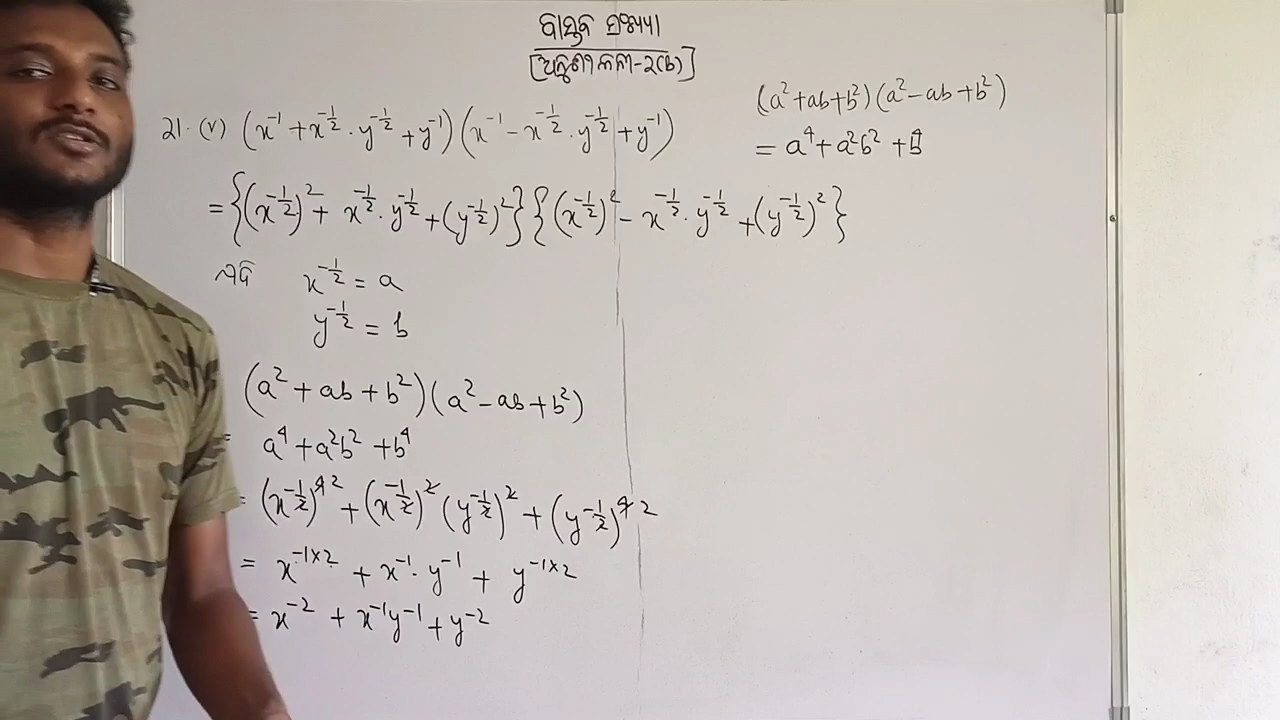 ବାସ୍ତବ ସଂଖ୍ୟା
[ଅନୁଶୀଳନୀ-୨(b)]
21. (v) (x⁻¹ + x^{-1/2} · y^{-1/2} + y⁻¹) (x⁻¹ − x^{-1/2} · y^{-1/2} + y⁻¹)
= {(x^{-1/2})² + x^{-1/2} · y^{-1/2} + (y^{-1/2})²} {(x^{-1/2})² − x^{-1/2} · y^{-1/2} + (y^{-1/2})²}
x^{-1/2} = a
y^{-1/2} = b
(a² + ab + b²) (a² − ab + b²)
= a⁴ + a²b² + b⁴
= (x^{-1/2})^{4 2} + (x^{-1/2})² (y^{-1/2})² + (y^{-1/2})^{4 2}
= x^{-1×2} + x⁻¹ · y⁻¹ + y^{-1×2}
= x⁻² + x⁻¹y⁻¹ + y⁻²
(a² + ab + b²) (a² − ab + b²)
= a⁴ + a²b² + b⁴